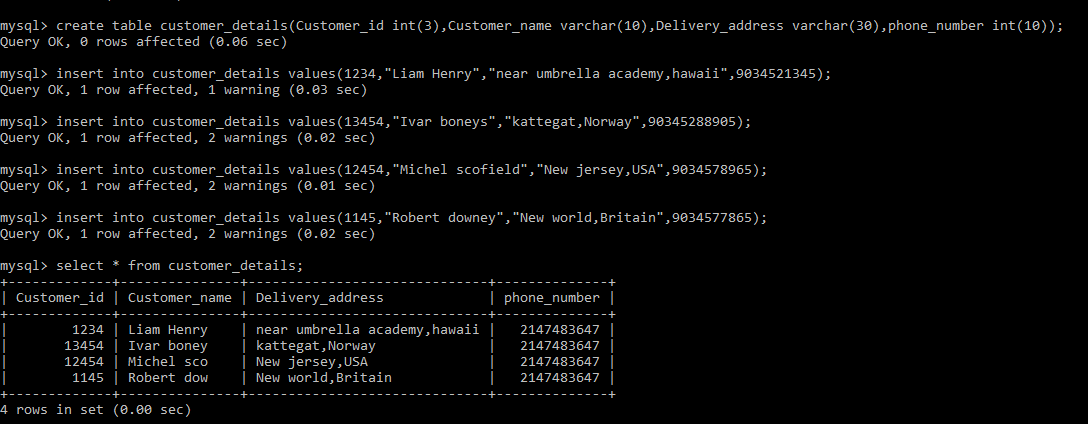 mysql> create table customer_details(Customer_id int(3),Customer_name varchar(10),Delivery_address varchar(30),phone_number int(10));
Query OK, 0 rows affected (0.06 sec)
mysql> insert into customer_details values(1234,"Liam Henry","near umbrella academy,hawaii",9034521345);
Query OK, 1 row affected, 1 warning (0.03 sec)
mysql> insert into customer_details values(13454,"Ivar boneys","kattegat,Norway",90345288905);
Query OK, 1 row affected, 2 warnings (0.02 sec)
mysql> insert into customer_details values(12454,"Michel scofield","New jersey,USA",9034578965);
Query OK, 1 row affected, 2 warnings (0.01 sec)
mysql> insert into customer_details values(1145,"Robert downey","New world,Britain",9034577865);
Query OK, 1 row affected, 2 warnings (0.02 sec)
mysql> select * from customer_details;
+-------------+---------------+------------------------------+--------------+
| Customer_id | Customer_name | Delivery_address             | phone_number |
+-------------+---------------+------------------------------+--------------+
|        1234 | Liam Henry    | near umbrella academy,hawaii |   2147483647 |
|       13454 | Ivar boney    | kattegat,Norway              |   2147483647 |
|       12454 | Michel sco    | New jersey,USA               |   2147483647 |
|        1145 | Robert dow    | New world,Britain            |   2147483647 |
+-------------+---------------+------------------------------+--------------+
4 rows in set (0.00 sec)